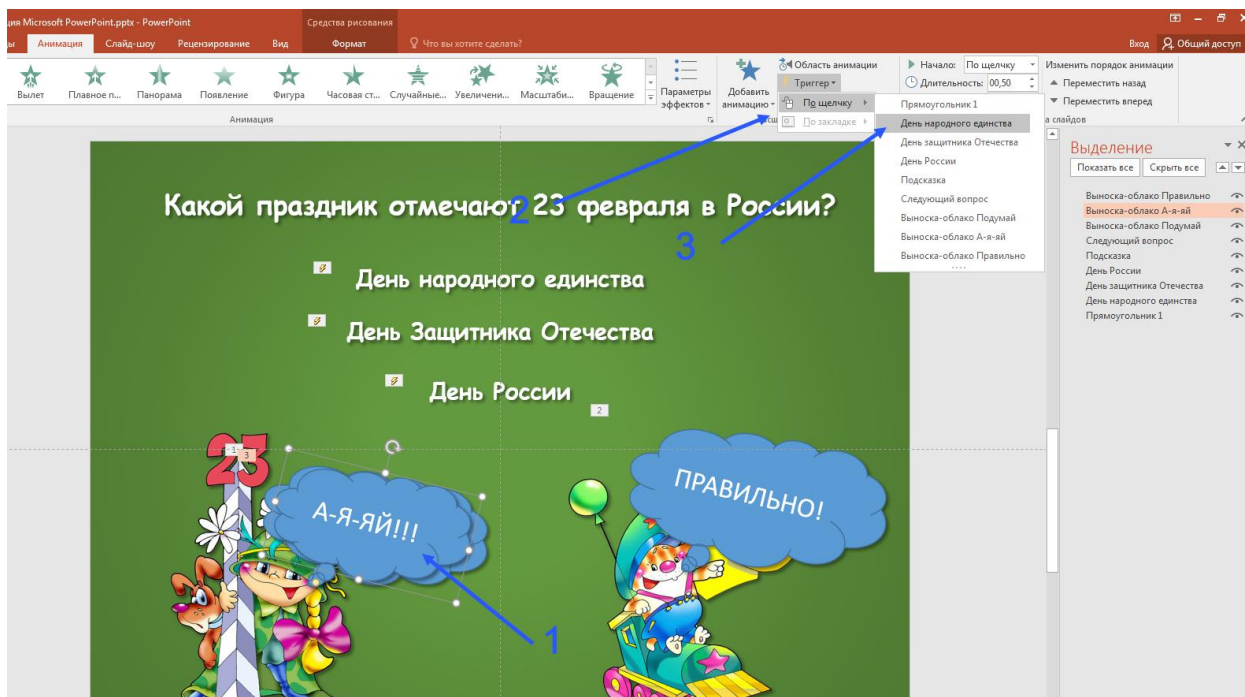 ция Microsoft PowerPoint.pptx - PowerPoint
Средства рисования
Анимация Слайд-шоу Рецензирование Вид Формат Что вы хотите сделать? Вход Общий доступ
Вылет Плавное п... Панорама Появление Фигура Часовая ст... Случайные... Увеличени... Масштаби... Вращение
Параметры эффектов
Добавить анимацию
Область анимации
Триггер
Начало: По щелчку
Длительность: 00,50
Изменить порядок анимации
Переместить назад
Переместить вперед
Анимация
а слайдов
По щелчку
По закладке
Прямоугольник 1
День народного единства
День защитника Отечества
День России
Подсказка
Следующий вопрос
Выноска-облако Подумай
Выноска-облако А-я-яй
Выноска-облако Правильно
Выделение
Показать все Скрыть все
Выноска-облако Правильно
Выноска-облако А-я-яй
Выноска-облако Подумай
Следующий вопрос
Подсказка
День России
День защитника Отечества
День народного единства
Прямоугольник 1
Какой праздник отмечают 23 февраля в России?
2
3
День народного единства
День Защитника Отечества
День России
2
23
1
3
А-Я-ЯЙ!!!
ПРАВИЛЬНО!
1